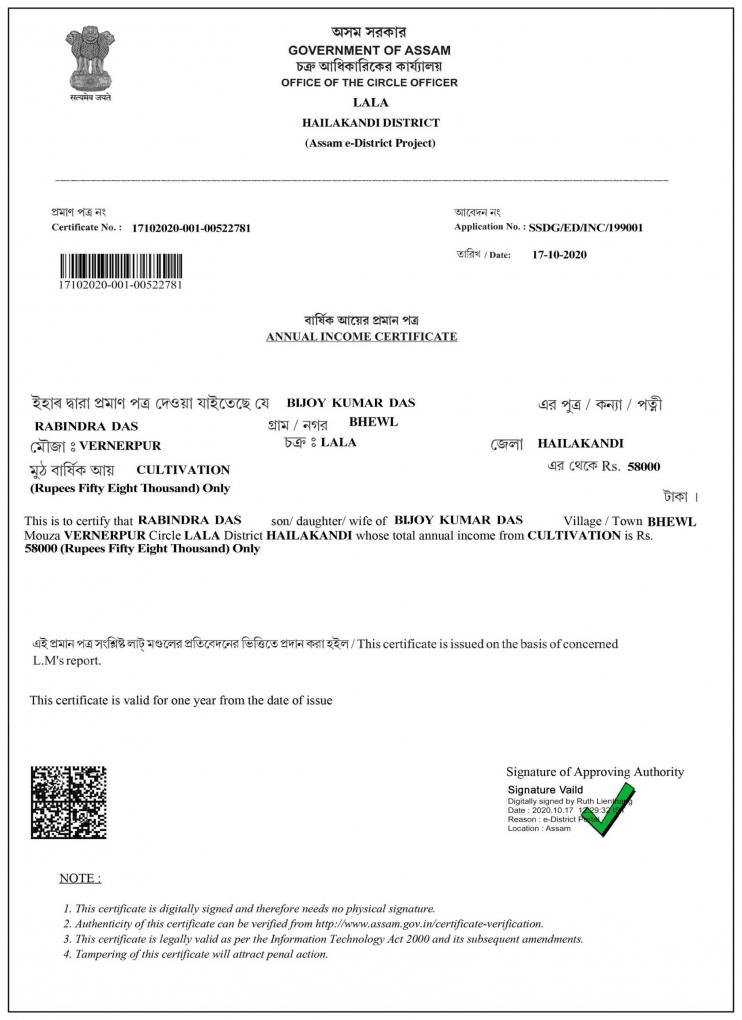 सत्यमेव जयते
অসম সরকার
GOVERNMENT OF ASSAM
চক্ৰ আধিকাৰিকের কাৰ্য্যালয়
OFFICE OF THE CIRCLE OFFICER
LALA
HAILAKANDI DISTRICT
(Assam e-District Project)
প্ৰমাণ পত্ৰ নং
Certificate No. : 17102020-001-00522781
আবেদন নং
Application No. : SSDG/ED/INC/199001
তারিখ / Date: 17-10-2020
17102020-001-00522781
বার্ষিক আয়ের প্রমান পত্র
ANNUAL INCOME CERTIFICATE
ইহাৰ দ্বারা প্রমাণ পত্র দেওয়া যাইতেছে যে BIJOY KUMAR DAS এর পুত্র / কন্যা / পত্নী
RABINDRA DAS গ্রাম / নগর BHEWL
মৌজা : VERNERPUR চক্ৰ : LALA জেলা HAILAKANDI
মুঠ বার্ষিক আয় CULTIVATION এর থেকে Rs. 58000
(Rupees Fifty Eight Thousand) Only
টাকা ।
This is to certify that RABINDRA DAS son/ daughter/ wife of BIJOY KUMAR DAS Village / Town BHEWL
Mouza VERNERPUR Circle LALA District HAILAKANDI whose total annual income from CULTIVATION is Rs.
58000 (Rupees Fifty Eight Thousand) Only
এই প্রমান পত্র সংশ্লিষ্ট লাট্ মণ্ডলের প্রতিবেদনের ভিত্তিতে প্রদান করা হইল / This certificate is issued on the basis of concerned
L.M's report.
This certificate is valid for one year from the date of issue
Signature of Approving Authority
Signature Vaild
Digitally signed by Ruth
Date : 2020.10.17
Reason : e-District Portal
Location : Assam
NOTE :
1. This certificate is digitally signed and therefore needs no physical signature.
2. Authenticity of this certificate can be verified from http://www.assam.gov.in/certificate-verification.
3. This certificate is legally valid as per the Information Technology Act 2000 and its subsequent amendments.
4. Tampering of this certificate will attract penal action.